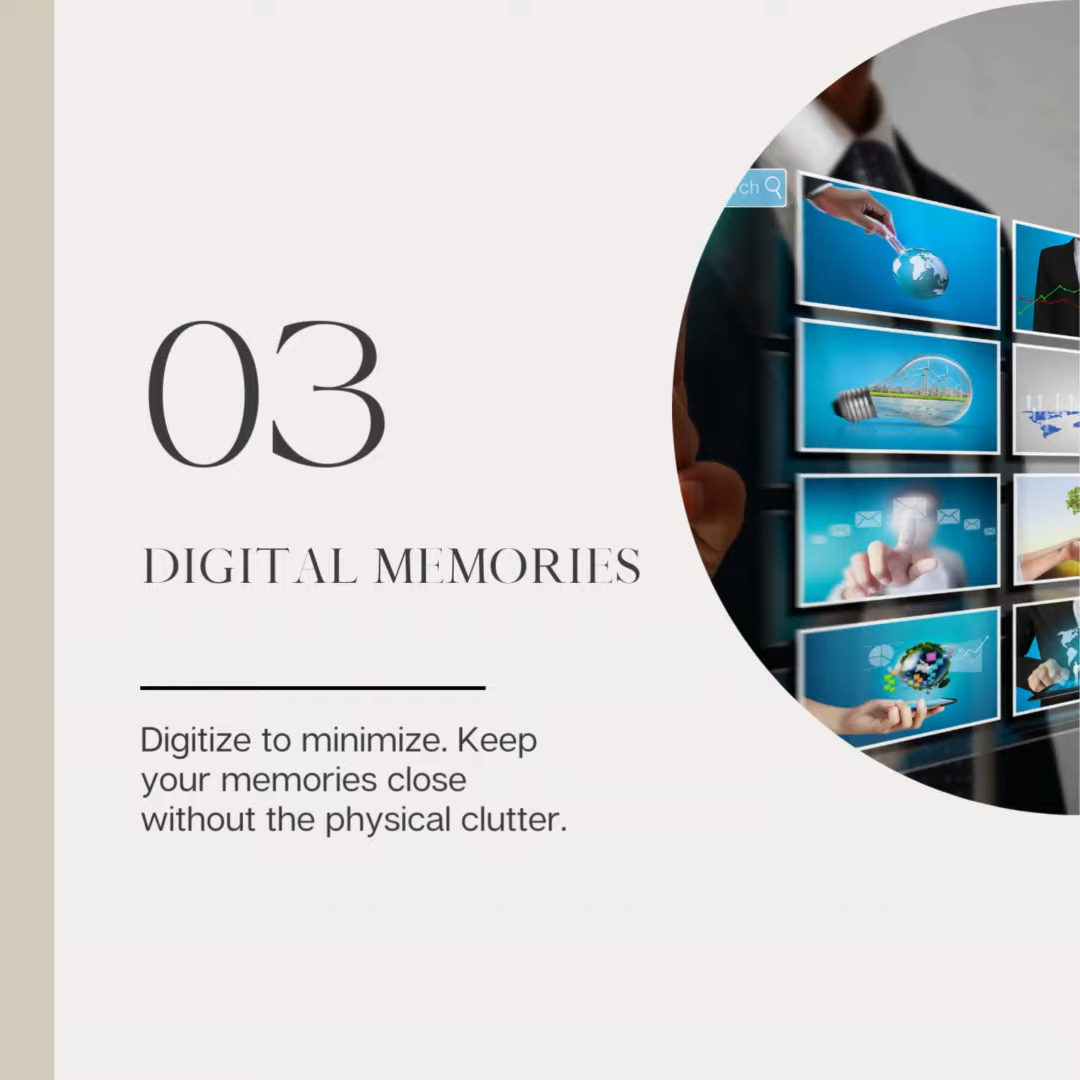 03
DIGITAL MEMORIES
Digitize to minimize. Keep
your memories close
without the physical clutter.